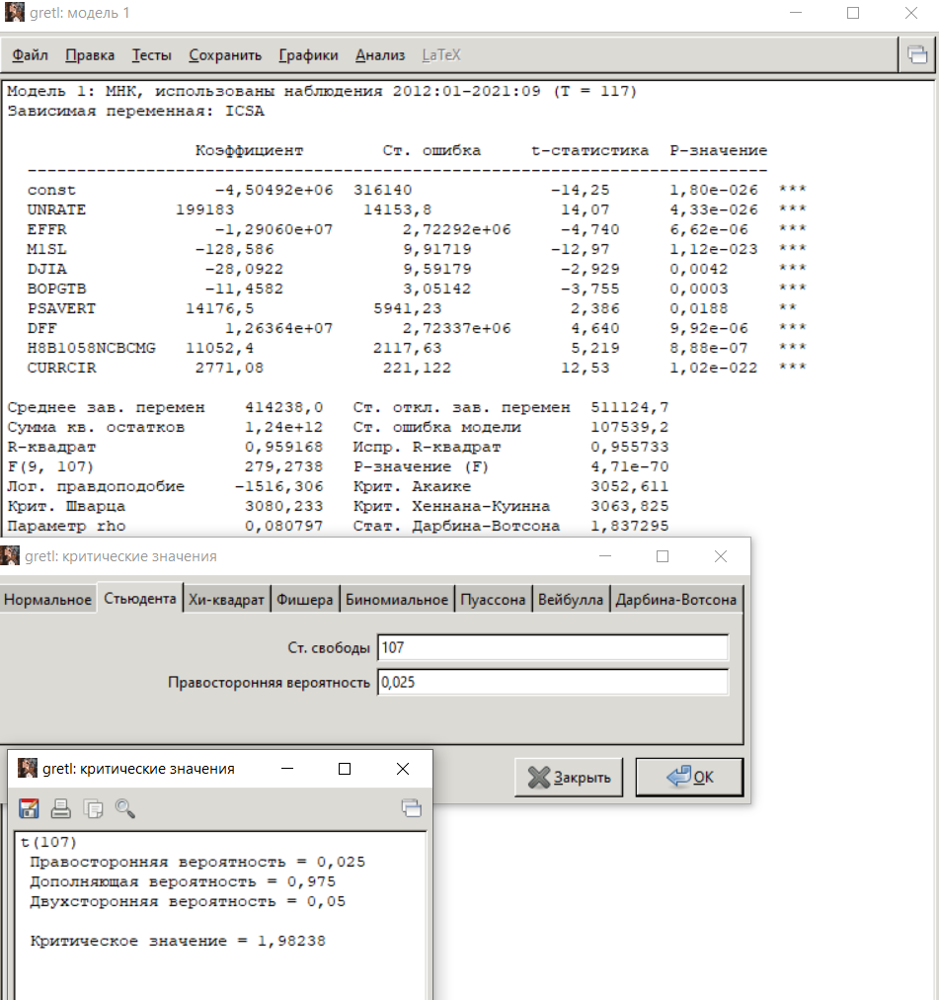 gretl: модель 1
Файл Правка Тесты Сохранить Графики Анализ LaTeX
Модель 1: МНК, использованы наблюдения 2012:01-2021:09 (T = 117)
Зависимая переменная: ICSA
Коэффициент Ст. ошибка t-статистика P-значение
---------------------------------------------------------------------------
const -4,50492e+06 316140 -14,25 1,80e-026 ***
UNRATE 199183 14153,8 14,07 4,33e-026 ***
EFFR -1,29060e+07 2,72292e+06 -4,740 6,62e-06 ***
M1SL -128,586 9,91719 -12,97 1,12e-023 ***
DJIA -28,0922 9,59179 -2,929 0,0042 ***
BOPGTB -11,4582 3,05142 -3,755 0,0003 ***
PSAVERT 14176,5 5941,23 2,386 0,0188 **
DFF 1,26364e+07 2,72337e+06 4,640 9,92e-06 ***
H8B1058NCBCMG 11052,4 2117,63 5,219 8,88e-07 ***
CURRCIR 2771,08 221,122 12,53 1,02e-022 ***
Среднее зав. перемен 414238,0 Ст. откл. зав. перемен 511124,7
Сумма кв. остатков 1,24e+12 Ст. ошибка модели 107539,2
R-квадрат 0,959168 Испр. R-квадрат 0,955733
F(9, 107) 279,2738 P-значение (F) 4,71e-70
Лог. правдоподобие -1516,306 Крит. Акаике 3052,611
Крит. Шварца 3080,233 Крит. Хеннана-Куинна 3063,825
Параметр rho 0,080797 Стат. Дарбина-Вотсона 1,837295
gretl: критические значения
Нормальное Стьюдента Хи-квадрат Фишера Биномиальное Пуассона Вейбулла Дарбина-Вотсона
Ст. свободы 107
Правосторонняя вероятность 0,025
Закрыть OK
gretl: критические значения
t(107)
Правосторонняя вероятность = 0,025
Дополняющая вероятность = 0,975
Двухсторонняя вероятность = 0,05
Критическое значение = 1,98238